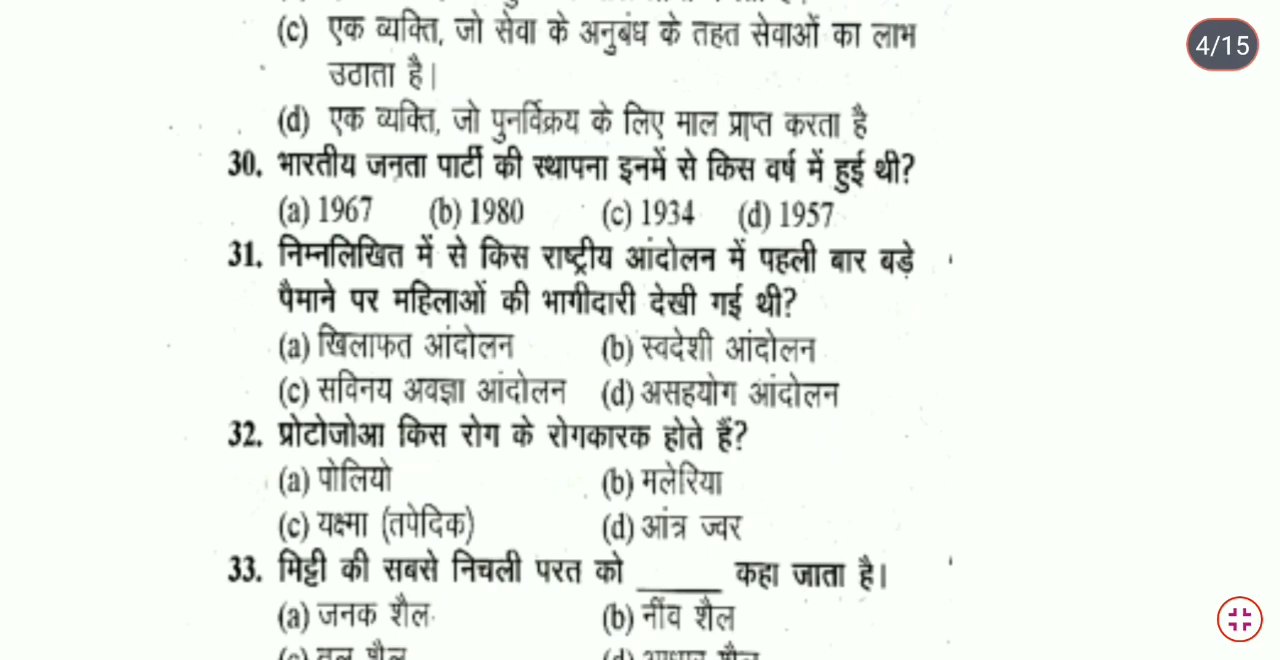 (c) एक व्यक्ति, जो सेवा के अनुबंध के तहत सेवाओं का लाभ
4/15
उठाता है।
(d) एक व्यक्ति, जो पुनर्विक्रय के लिए माल प्राप्त करता है
30. भारतीय जनता पार्टी की स्थापना इनमें से किस वर्ष में हुई थी?
(a) 1967 (b) 1980 (c) 1934 (d) 1957
31. निम्नलिखित में से किस राष्ट्रीय आंदोलन में पहली बार बड़े
पैमाने पर महिलाओं की भागीदारी देखी गई थी?
(a) खिलाफत आंदोलन (b) स्वदेशी आंदोलन
(c) सविनय अवज्ञा आंदोलन (d) असहयोग आंदोलन
32. प्रोटोजोआ किस रोग के रोगकारक होते हैं?
(a) पोलियो (b) मलेरिया
(c) यक्ष्मा (तपेदिक) (d) आंत्र ज्वर
33. मिट्टी की सबसे निचली परत को ______ कहा जाता है।
(a) जनक शैल (b) नींव शैल
(c) तल शैल (d) आधार शैल